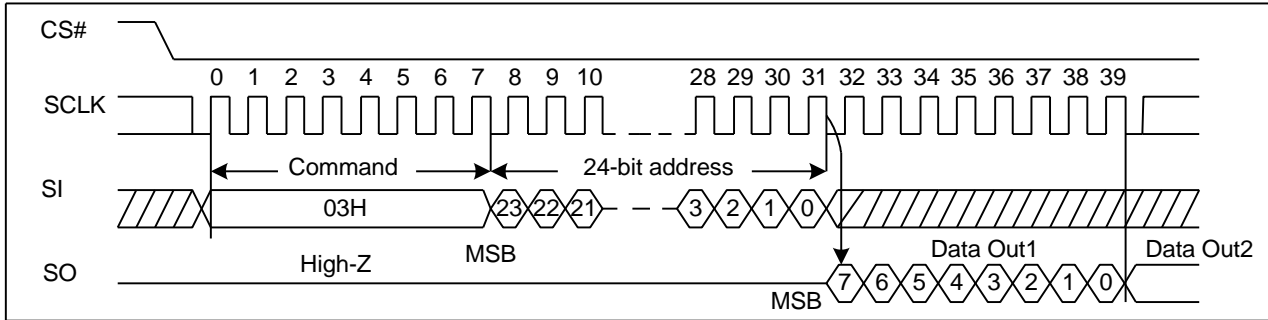 CS#
0 1 2 3 4 5 6 7 8 9 10 28 29 30 31 32 33 34 35 36 37 38 39
SCLK
Command 24-bit address
SI
03H 23 22 21 3 2 1 0
High-Z MSB Data Out1 Data Out2
SO
MSB 7 6 5 4 3 2 1 0